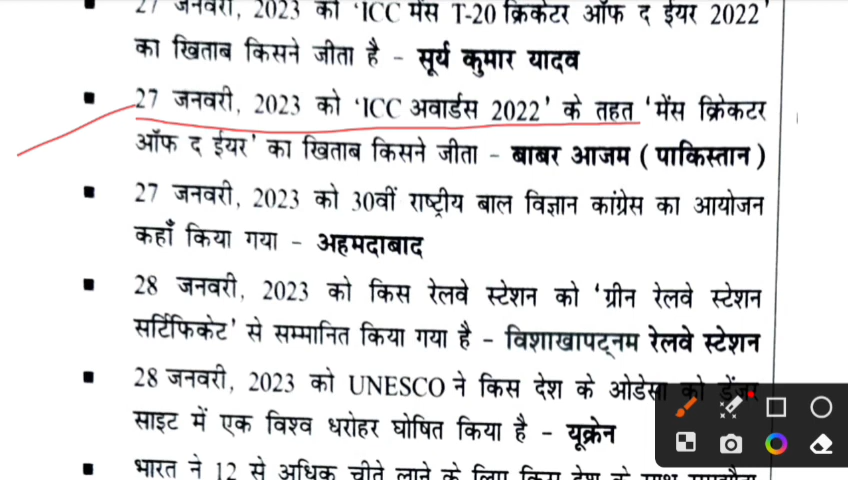 27 जनवरी, 2023 को 'ICC मेंस T-20 क्रिकेटर ऑफ द ईयर 2022'
का खिताब किसने जीता है – सूर्य कुमार यादव
▪ 27 जनवरी, 2023 को 'ICC अवार्डस 2022' के तहत 'मेंस क्रिकेटर
ऑफ द ईयर' का खिताब किसने जीता – बाबर आजम ( पाकिस्तान )
▪ 27 जनवरी, 2023 को 30वीं राष्ट्रीय बाल विज्ञान कांग्रेस का आयोजन
कहाँ किया गया – अहमदाबाद
▪ 28 जनवरी, 2023 को किस रेलवे स्टेशन को 'ग्रीन रेलवे स्टेशन
सर्टिफिकेट' से सम्मानित किया गया है – विशाखापट्नम रेलवे स्टेशन
▪ 28 जनवरी, 2023 को UNESCO ने किस देश के ओडेसा को डेंजर
साइट में एक विश्व धरोहर घोषित किया है – यूक्रेन
▪ भारत ने 12 से अधिक चीते लाने के लिए किस देश के साथ